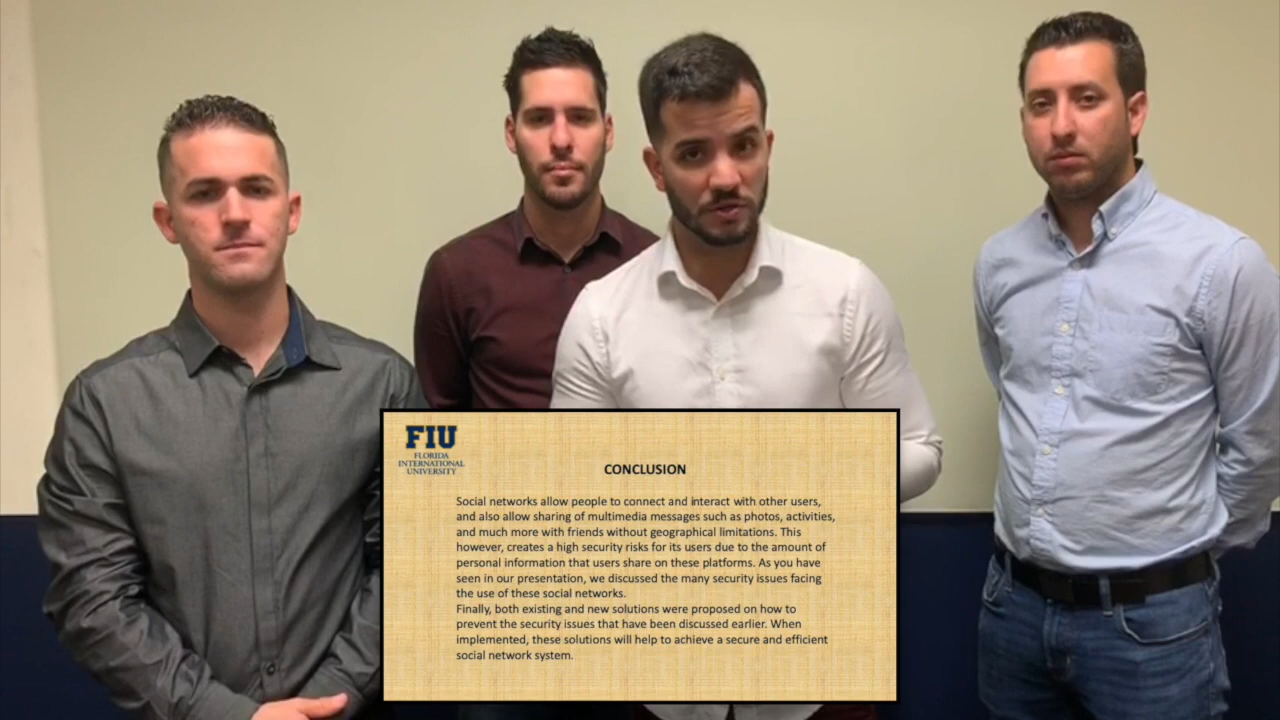 FIU
FLORIDA
INTERNATIONAL
UNIVERSITY
CONCLUSION
Social networks allow people to connect and interact with other users,
and also allow sharing of multimedia messages such as photos, activities,
and much more with friends without geographical limitations. This
however, creates a high security risks for its users due to the amount of
personal information that users share on these platforms. As you have
seen in our presentation, we discussed the many security issues facing
the use of these social networks.
Finally, both existing and new solutions were proposed on how to
prevent the security issues that have been discussed earlier. When
implemented, these solutions will help to achieve a secure and efficient
social network system.